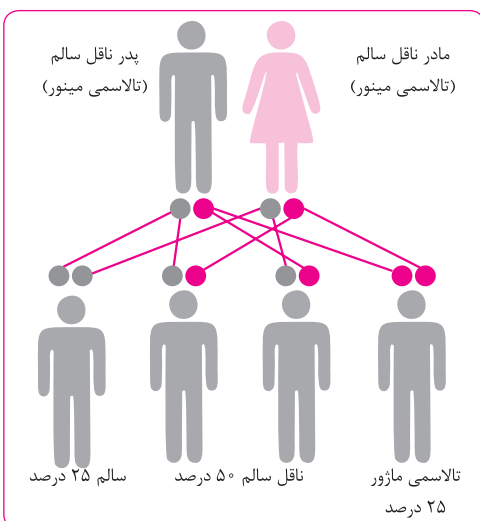 مادر ناقل سالم
(تالاسمی مینور)
پدر ناقل سالم
(تالاسمی مینور)
تالاسمی ماژور
۲۵ درصد
ناقل سالم ۵۰ درصد
سالم ۲۵ درصد